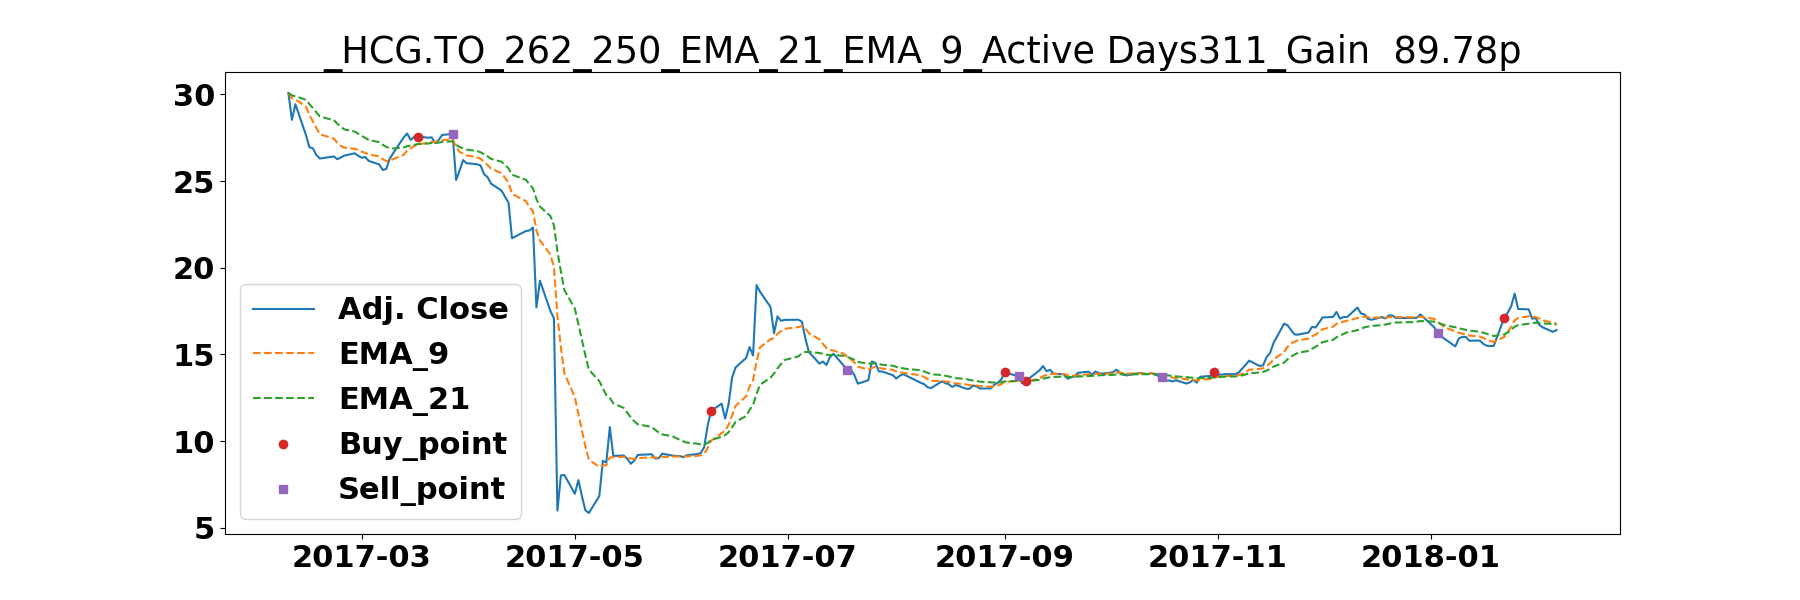 _HCG.TO_262_250_EMA_21_EMA_9_Active Days311_Gain  89.78p
30
25
20
15
10
5
Adj. Close
EMA_9
EMA_21
Buy_point
Sell_point
2017-03 2017-05 2017-07 2017-09 2017-11 2018-01